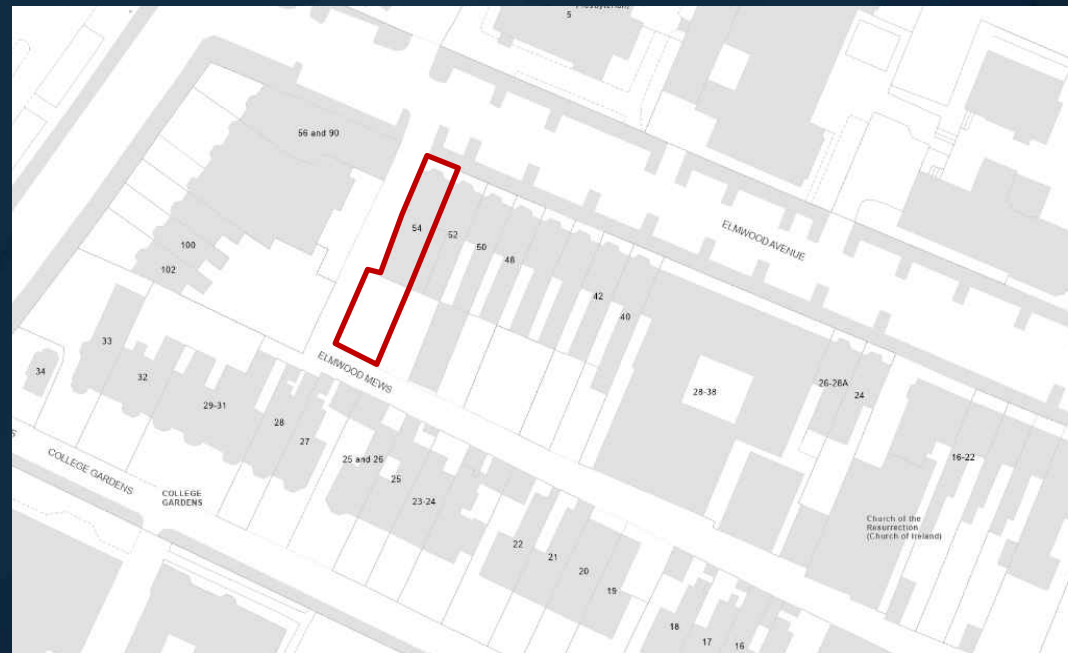 5
56 and 90
54
52
50
48
42
40
ELMWOOD AVENUE
100
102
33
32
34
29-31
28
27
ELMWOOD MEWS
28-38
26-28A
24
16-22
25 and 26
25
23-24
COLLEGE GARDENS
COLLEGE
GARDENS
Church of the
Resurrection
(Church of Ireland)
22
21
20
19
18
17
16